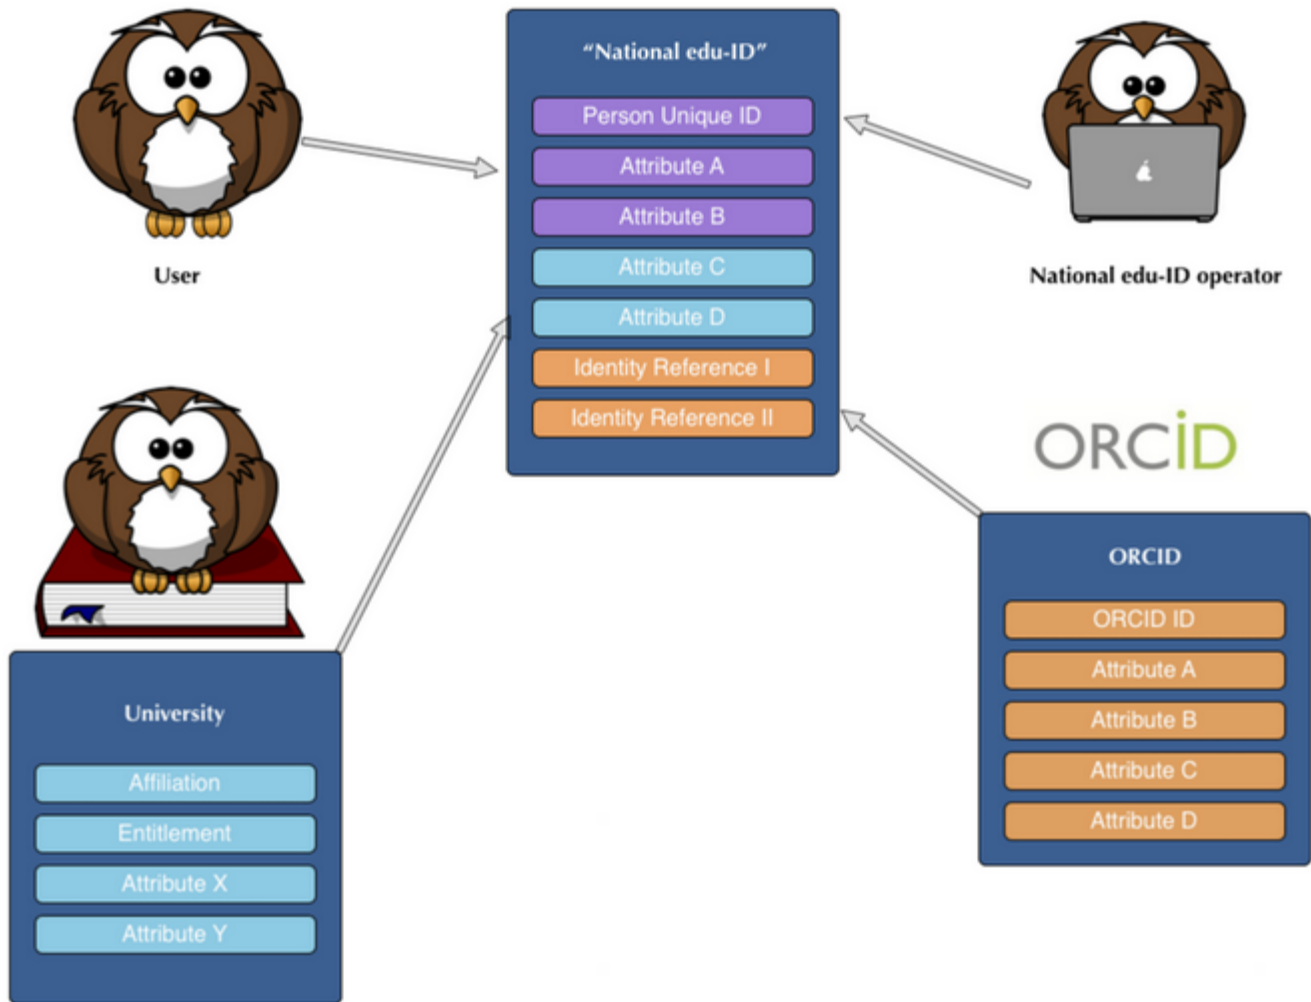 “National edu-ID”
Person Unique ID
Attribute A
Attribute B
Attribute C
Attribute D
Identity Reference I
Identity Reference II
User
National edu-ID operator
ORCiD
ORCID
ORCID ID
Attribute A
Attribute B
Attribute C
Attribute D
University
Affiliation
Entitlement
Attribute X
Attribute Y